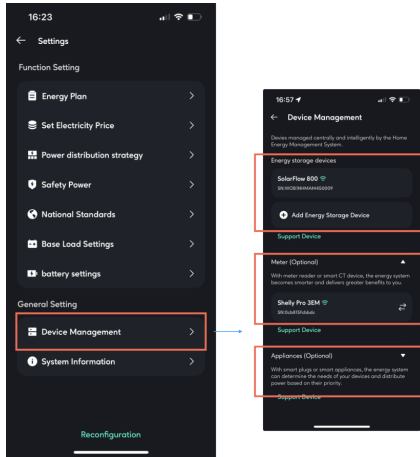 16:23
Settings
Function Setting
Energy Plan
Set Electricity Price
Power distribution strategy
Safety Power
National Standards
Base Load Settings
battery settings
General Setting
Device Management
System Information
Reconfiguration
16:57
Device Management
Devies managed centrally and intelligently by the Home
Energy Management System.
Energy storage devices
SolarFlow 800
Add Energy Storage Device
Support Device
Meter (Optional)
With meter reader or smart CT device, the energy system
becomes smarter and delivers greater benefits to you.
Shelly Pro 3EM
Support Device
Appliances (Optional)
With smart plugs or smart appliances, the energy system
can determine the needs of your devices and distribute
power based on their priority.
Support Device